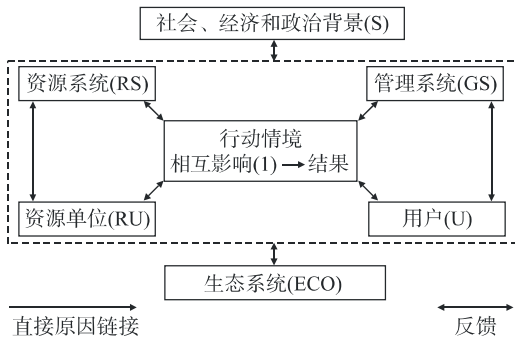 社会、经济和政治背景(S)
资源系统(RS)
管理系统(GS)
行动情境
相互影响(1)→结果
资源单位(RU)
用户(U)
生态系统(ECO)
直接原因链接
反馈